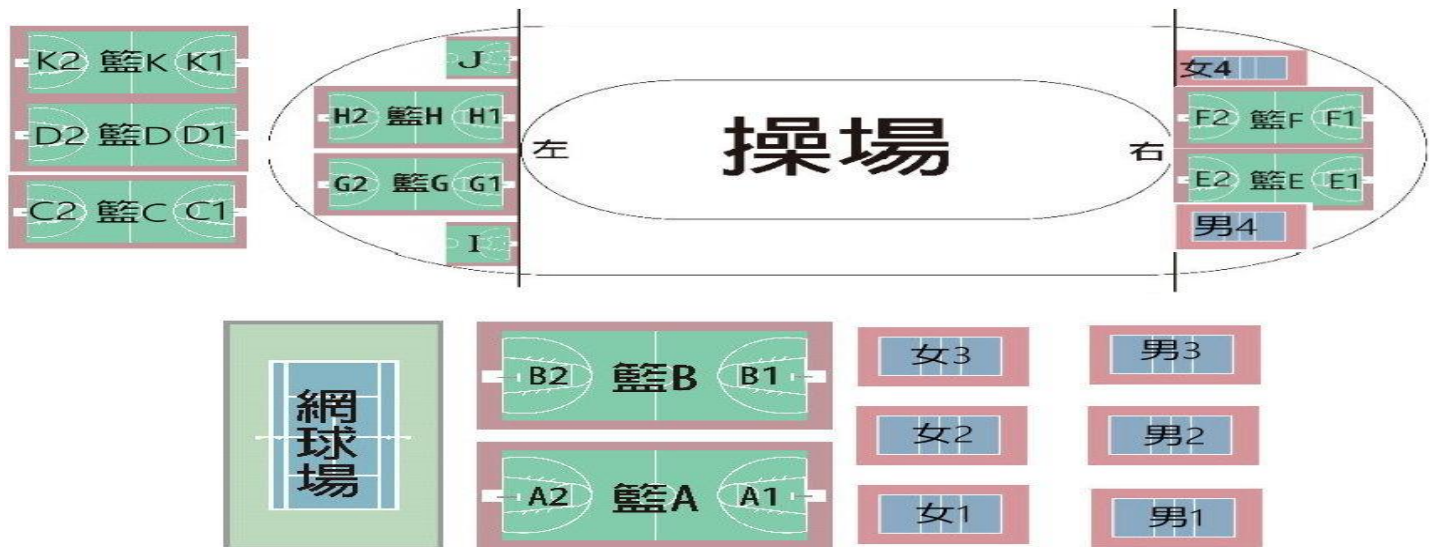 K2 籃K K1
D2 籃D D1
C2 籃C C1
J
H2 籃H H1
G2 籃G G1
I
左
操場
右
女4
F2 籃F F1
E2 籃E E1
男4
網球場
B2 籃B B1
A2 籃A A1
女3
男3
女2
男2
女1
男1